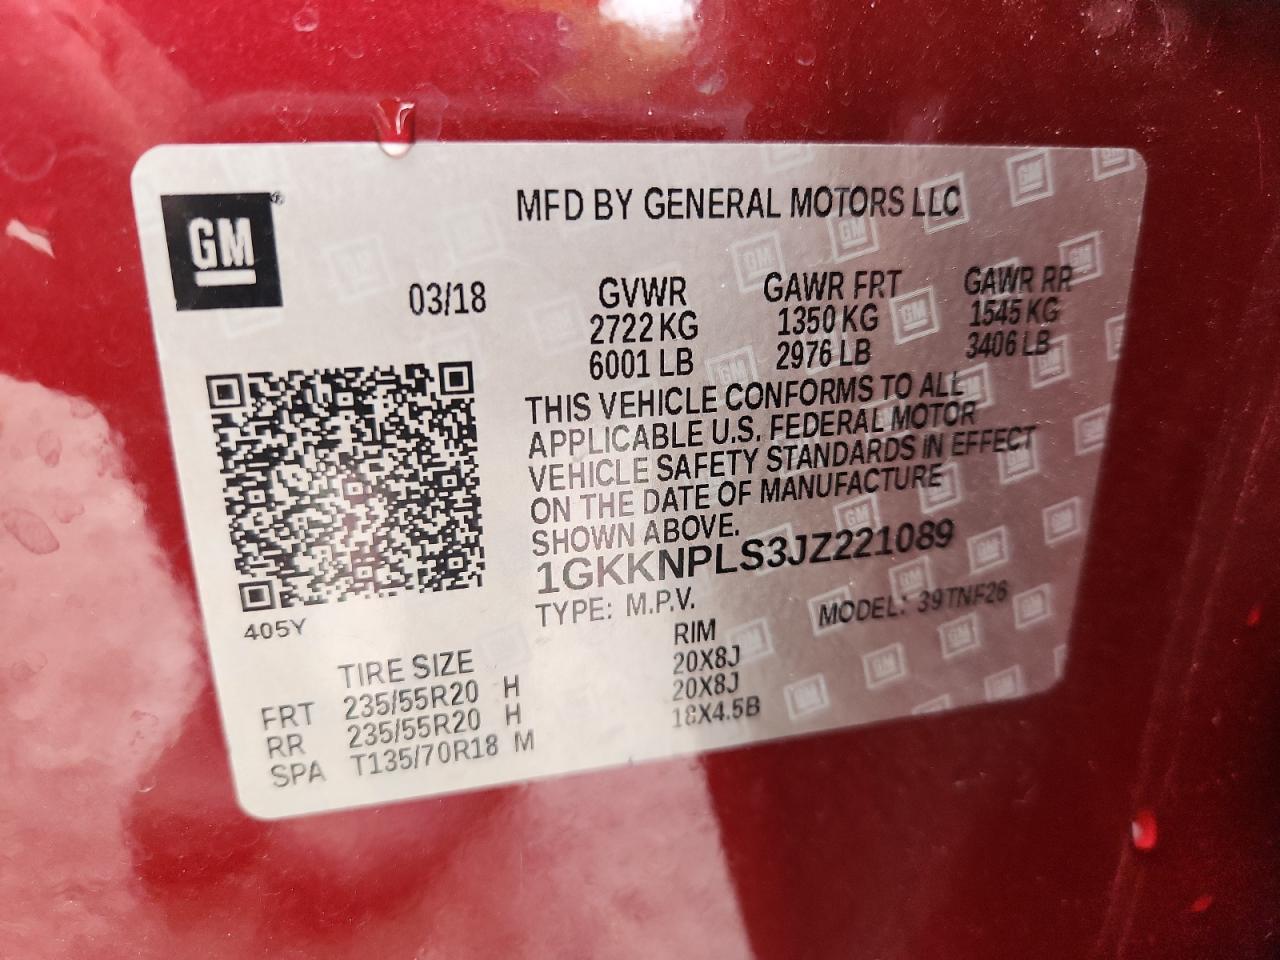 GM
MFD BY GENERAL MOTORS LLC
03/18 GVWR GAWR FRT GAWR RR
2722 KG 1350 KG 1545 KG
6001 LB 2976 LB 3406 LB
THIS VEHICLE CONFORMS TO ALL
APPLICABLE U.S. FEDERAL MOTOR
VEHICLE SAFETY STANDARDS IN EFFECT
ON THE DATE OF MANUFACTURE
SHOWN ABOVE.
1GKKNPLS3JZ221089
405Y
TYPE: M.P.V. MODEL: 39TNF26
TIRE SIZE RIM
FRT 235/55R20 H 20X8J
RR 235/55R20 H 20X8J
SPA T135/70R18 M 18X4.5B